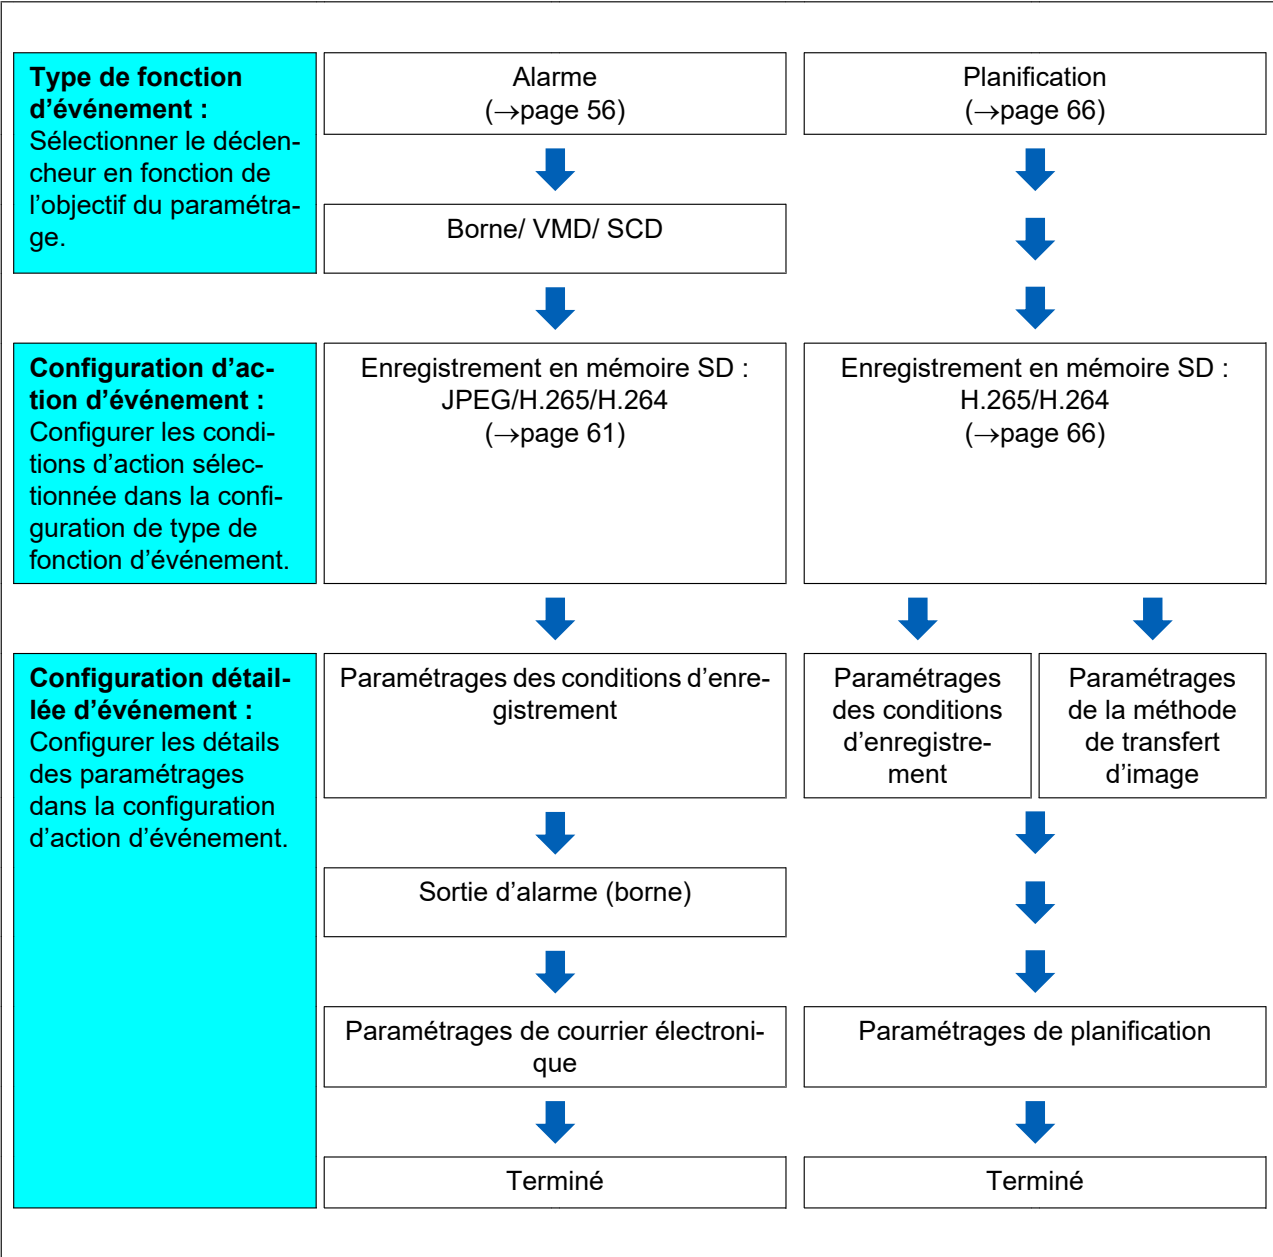 Type de fonction
d’événement :
Sélectionner le déclen-
cheur en fonction de
l’objectif du paramétra-
ge.
Alarme
(→page 56)
Planification
(→page 66)
Borne/ VMD/ SCD
Configuration d’ac-
tion d’événement :
Configurer les condi-
tions d’action sélec-
tionnée dans la confi-
guration de type de
fonction d’événement.
Enregistrement en mémoire SD :
JPEG/H.265/H.264
(→page 61)
Enregistrement en mémoire SD :
H.265/H.264
(→page 66)
Configuration détail-
lée d’événement :
Configurer les détails
des paramétrages
dans la configuration
d’action d’événement.
Paramétrages des conditions d’enre-
gistrement
Paramétrages
des conditions
d’enregistre-
ment
Paramétrages
de la méthode
de transfert
d’image
Sortie d’alarme (borne)
Paramétrages de courrier électroni-
que
Paramétrages de planification
Terminé
Terminé